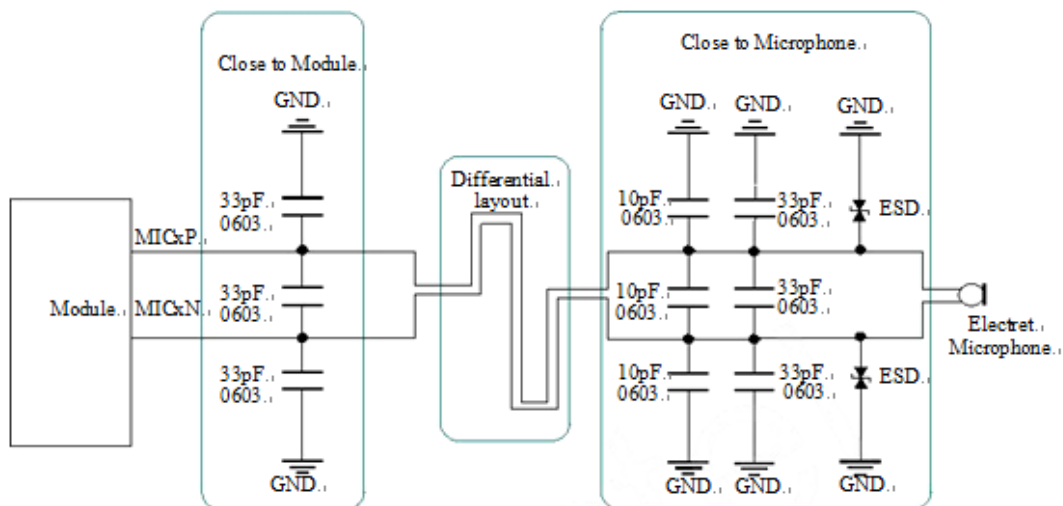 Close to Module.
GND.
33pF.
0603.
MICxP.
Module.
MICxN.
33pF.
0603.
33pF.
0603.
GND.
Differential.
layout.
Close to Microphone.
GND.
GND.
GND.
10pF.
0603.
33pF.
0603.
ESD.
10pF.
0603.
33pF.
0603.
Electret.
Microphone.
10pF.
0603.
33pF.
0603.
ESD.
GND.
GND.
GND.